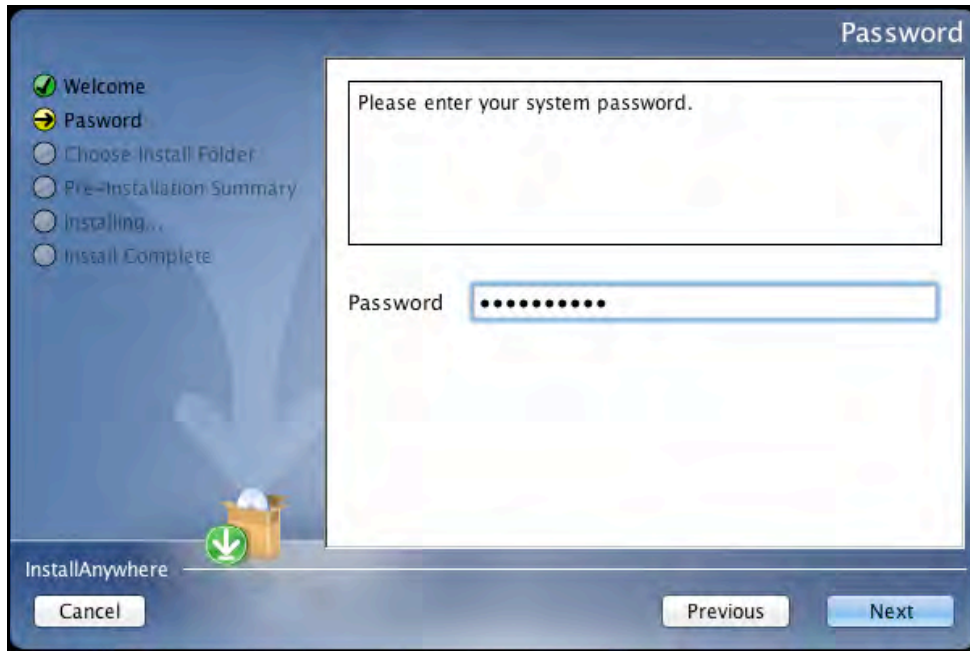 Password
Welcome
Pasword
Choose Install Folder
Pre-Installation Summary
Installing...
Install Complete
Please enter your system password.
Password ••••••••••
InstallAnywhere
Cancel
Previous
Next